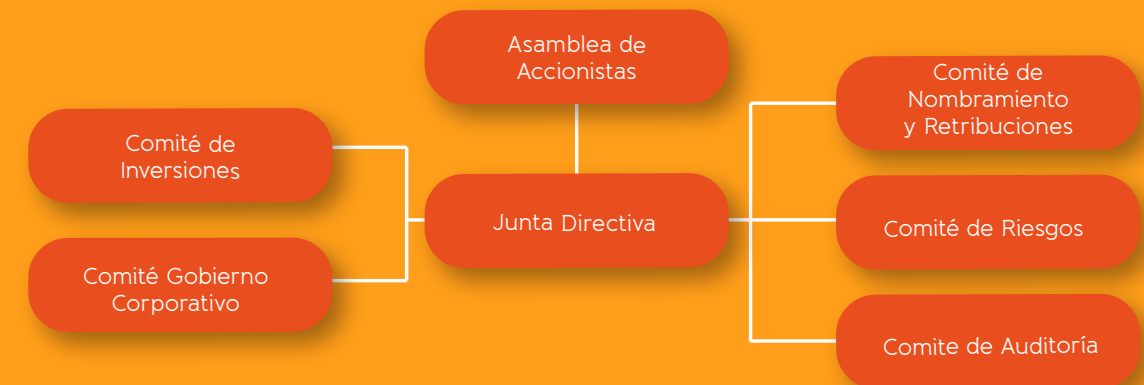 Asamblea de
Accionistas
Comité de
Inversiones
Comité Gobierno
Corporativo
Junta Directiva
Comité de
Nombramiento
y Retribuciones
Comité de Riesgos
Comite de Auditoría